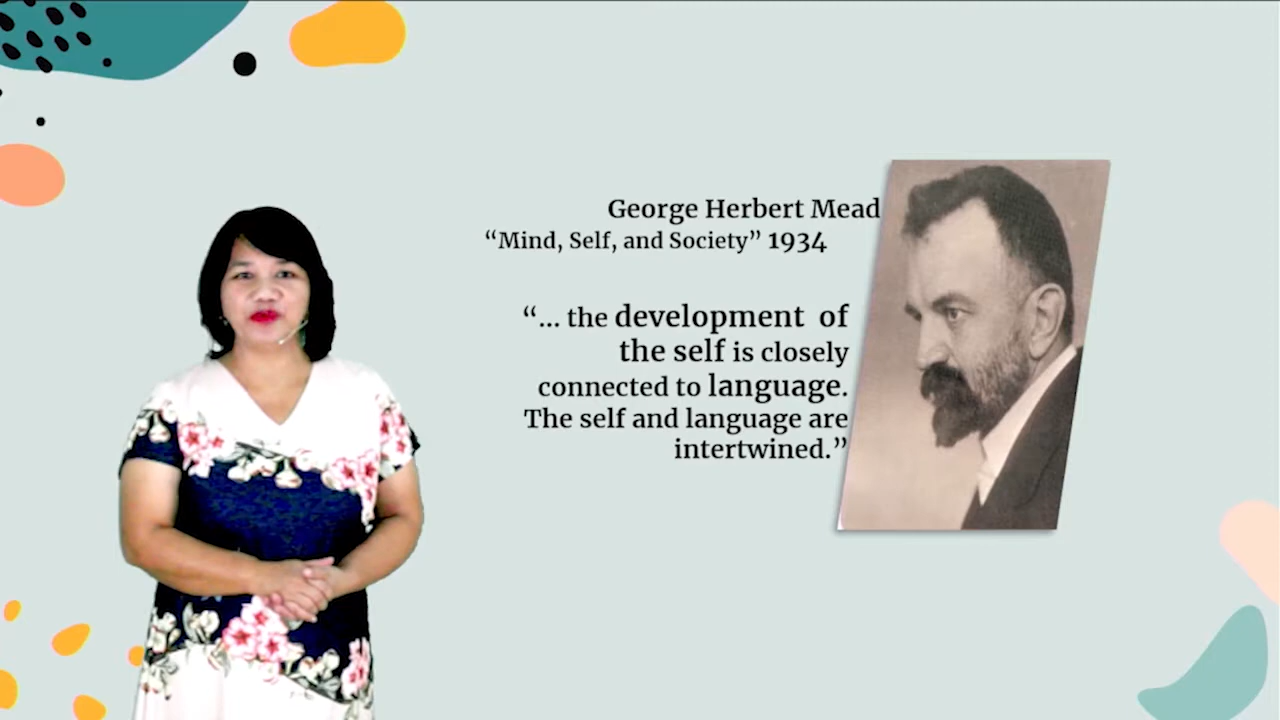 George Herbert Mead
“Mind, Self, and Society” 1934
“... the development of
the self is closely
connected to language.
The self and language are
intertwined.”